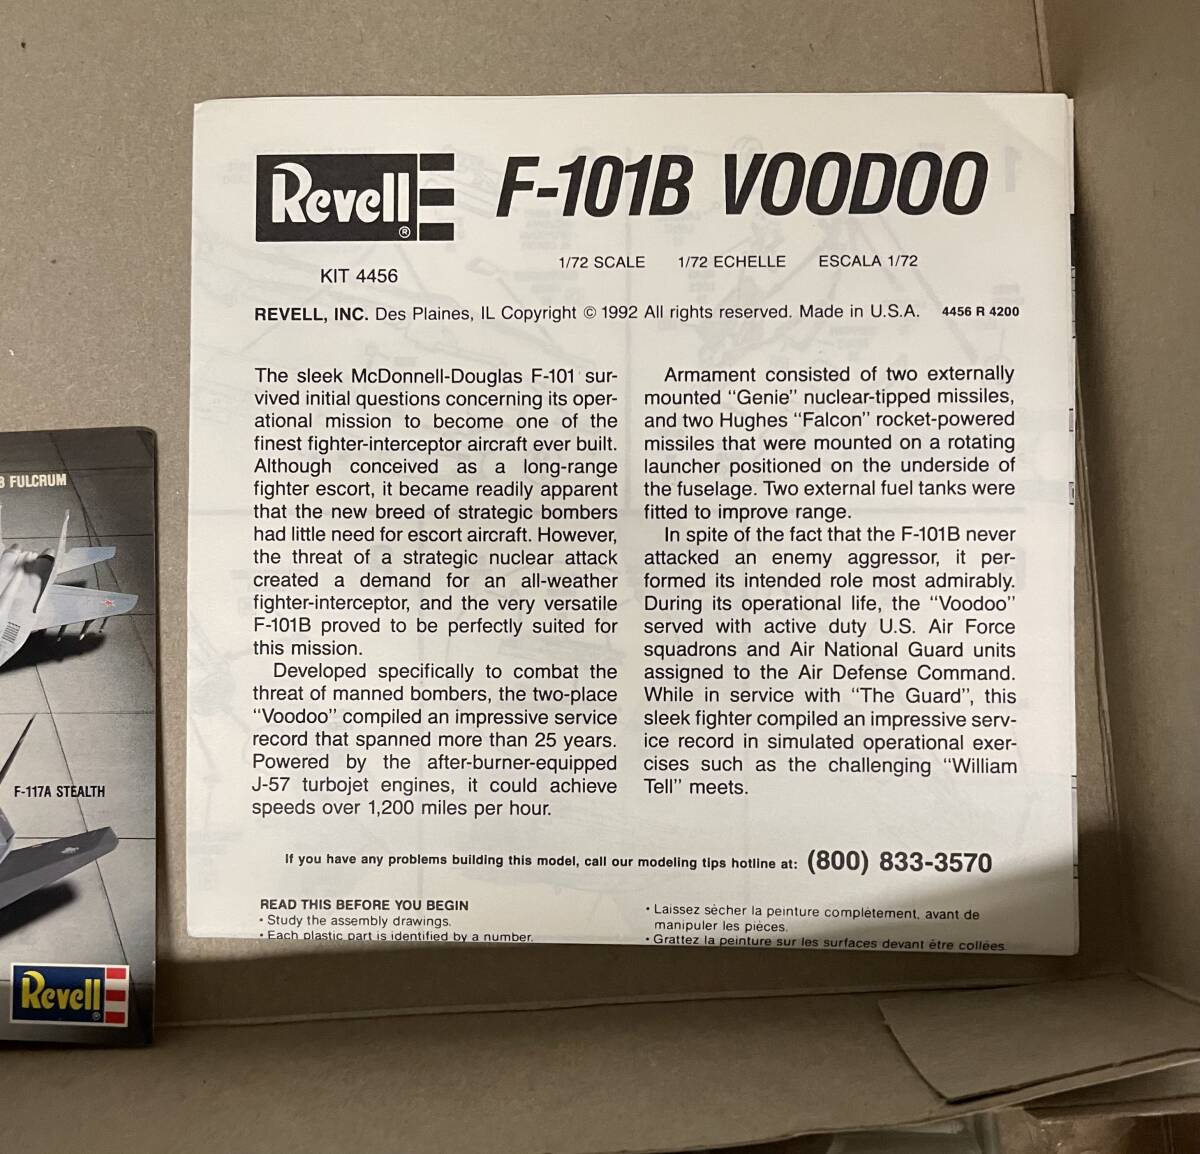 Revell®
F-101B VOODOO
KIT 4456
1/72 SCALE 1/72 ECHELLE ESCALA 1/72
REVELL, INC. Des Plaines, IL Copyright © 1992 All rights reserved. Made in U.S.A. 4456 R 4200
The sleek McDonnell-Douglas F-101 sur-
vived initial questions concerning its oper-
ational mission to become one of the
finest fighter-interceptor aircraft ever built.
Although conceived as a long-range
fighter escort, it became readily apparent
that the new breed of strategic bombers
had little need for escort aircraft. However,
the threat of a strategic nuclear attack
created a demand for an all-weather
fighter-interceptor, and the very versatile
F-101B proved to be perfectly suited for
this mission.
Developed specifically to combat the
threat of manned bombers, the two-place
“Voodoo” compiled an impressive service
record that spanned more than 25 years.
Powered by the after-burner-equipped
J-57 turbojet engines, it could achieve
speeds over 1,200 miles per hour.
Armament consisted of two externally
mounted “Genie” nuclear-tipped missiles,
and two Hughes “Falcon” rocket-powered
missiles that were mounted on a rotating
launcher positioned on the underside of
the fuselage. Two external fuel tanks were
fitted to improve range.
In spite of the fact that the F-101B never
attacked an enemy aggressor, it per-
formed its intended role most admirably.
During its operational life, the “Voodoo”
served with active duty U.S. Air Force
squadrons and Air National Guard units
assigned to the Air Defense Command.
While in service with “The Guard”, this
sleek fighter compiled an impressive serv-
ice record in simulated operational exer-
cises such as the challenging “William
Tell” meets.
If you have any problems building this model, call our modeling tips hotline at: (800) 833-3570
READ THIS BEFORE YOU BEGIN
• Study the assembly drawings.
• Each plastic part is identified by a number.
• Laissez sècher la peinture complètement, avant de
manipuler les pièces.
• Grattez la peinture sur les surfaces devant être collées
FULCRUM
F-117A STEALTH
Revell®